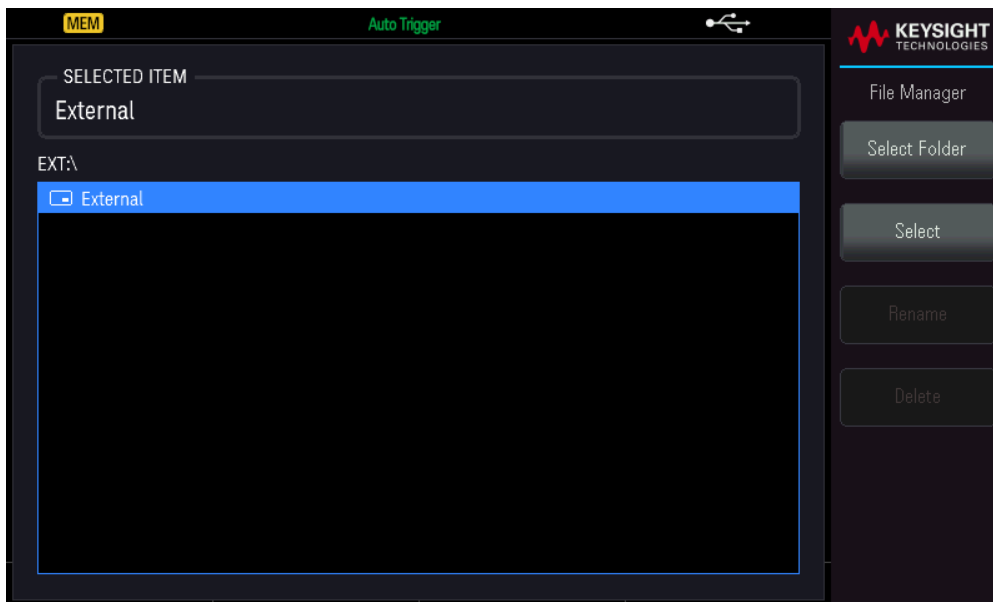 MEM
Auto Trigger
KEYSIGHT
TECHNOLOGIES
SELECTED ITEM
External
EXT:\
External
File Manager
Select Folder
Select
Rename
Delete